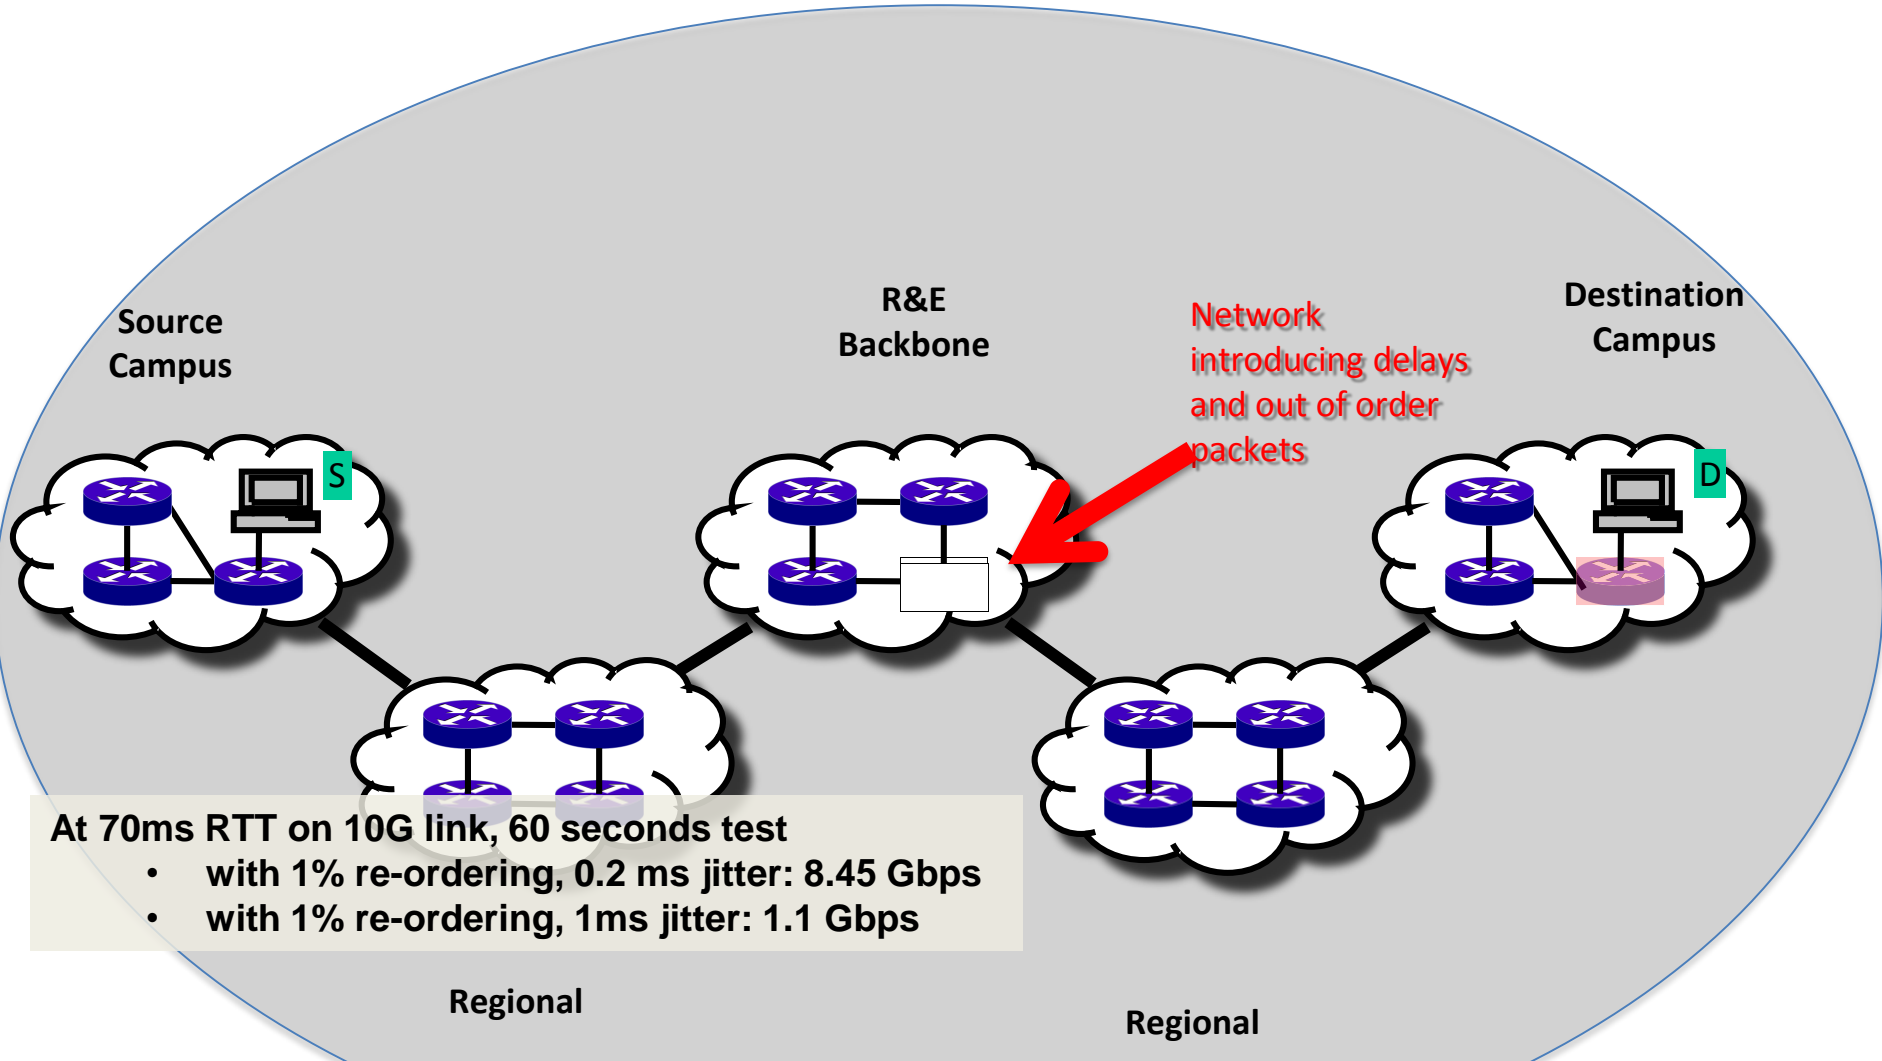 Source
Campus
R&E
Backbone
Network
introducing delays
and out of order
packets
Destination
Campus
S
D
At 70ms RTT on 10G link, 60 seconds test
• with 1% re-ordering, 0.2 ms jitter: 8.45 Gbps
• with 1% re-ordering, 1ms jitter: 1.1 Gbps
Regional
Regional